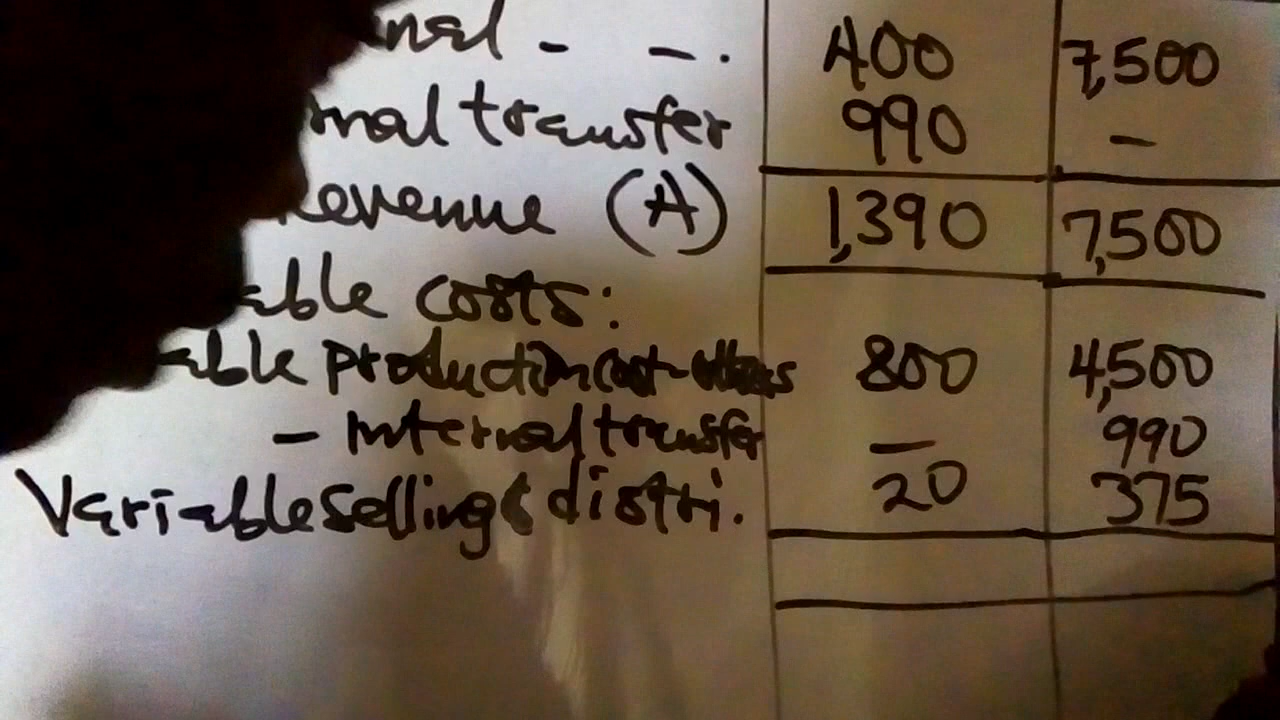 nal - -. 400 7,500
rnal transfer 990 -
Revenue (A) 1,390 7,500
able costs:
able production cost-others 800 4,500
- Internal transfer - 990
Variable selling & distri. 20 375